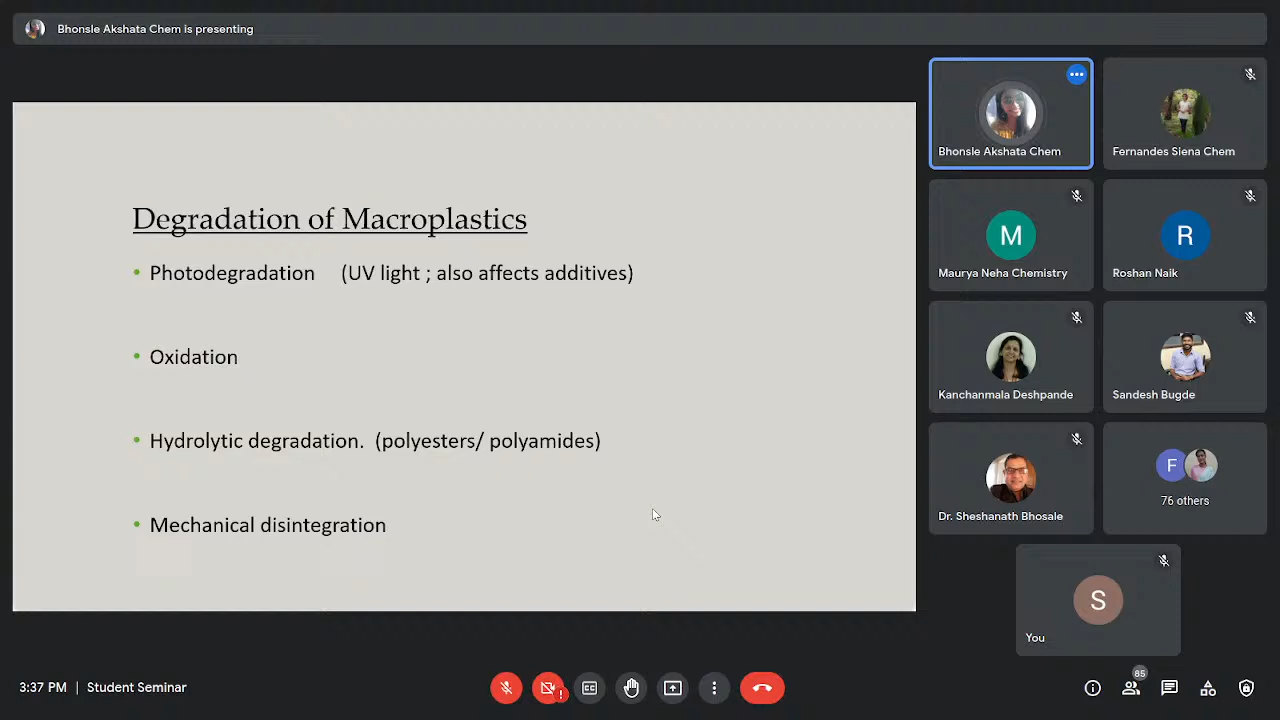 Bhonsle Akshata Chem is presenting
Degradation of Macroplastics
• Photodegradation (UV light ; also affects additives)
• Oxidation
• Hydrolytic degradation. (polyesters/ polyamides)
• Mechanical disintegration
Bhonsle Akshata Chem
Fernandes Siena Chem
M
Maurya Neha Chemistry
R
Roshan Naik
Kanchanmala Deshpande
Sandesh Bugde
Dr. Sheshanath Bhosale
F
76 others
S
You
3:37 PM | Student Seminar
CC
85